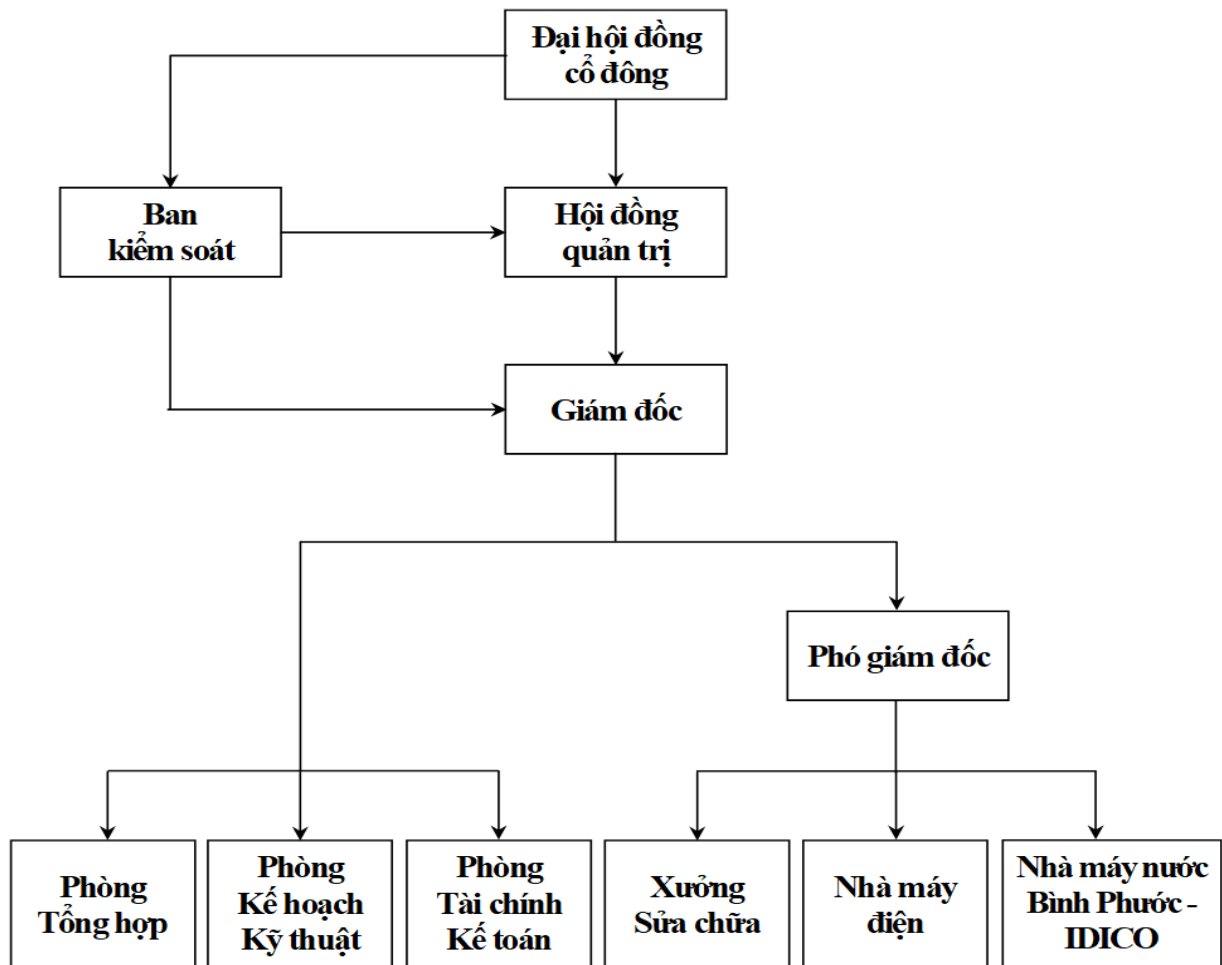 Đại hội đồng
cổ đông
Ban
kiểm soát
Hội đồng
quản trị
Giám đốc
Phó giám đốc
Phòng
Tổng hợp
Phòng
Kế hoạch
Kỹ thuật
Phòng
Tài chính
Kế toán
Xưởng
Sửa chữa
Nhà máy
điện
Nhà máy nước
Bình Phước -
IDICO